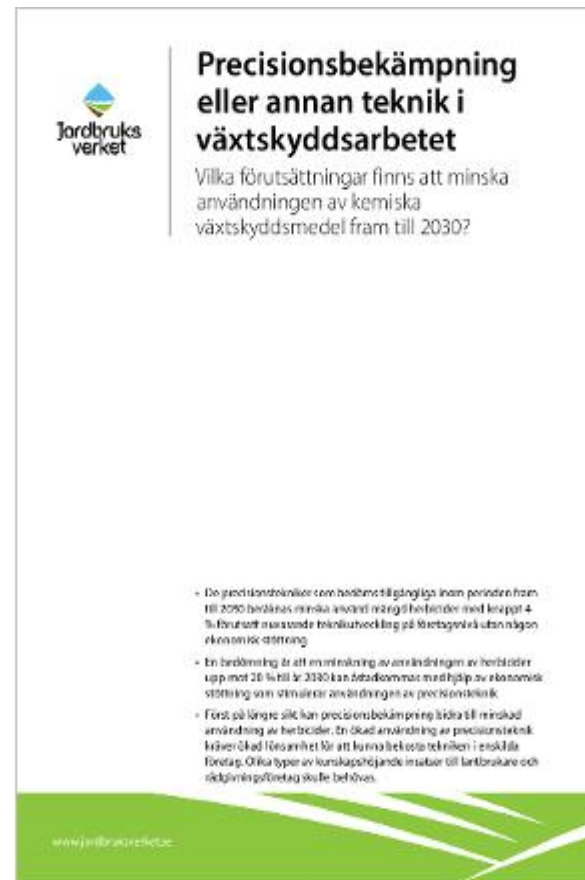 Jordbruks
verket
Precisionsbekämpning
eller annan teknik i
växtskyddsarbetet
Vilka förutsättningar finns att minska
användningen av kemiska
växtskyddsmedel fram till 2030?
• De precisionstekniker som bedöms tillgängliga inom perioden fram
till 2030 beräknas minska använd mängd herbicider med knappt 4
% förutsatt nuvarande teknikutveckling på företagsnivå utan någon
ekonomisk stöttning.
• En bedömning är att en minskning av användningen av herbicider
upp mot 20 % till år 2030 kan åstadkommas med hjälp av ekonomisk
stöttning som stimulerar användningen av precisionsteknik.
• Först på längre sikt kan precisionsbekämpning bidra till minskad
användning av herbicider. En ökad användning av precisionsteknik
kräver ökad lönsamhet för att kunna bekosta tekniken i enskilda
företag. Olika typer av kunskapshöjande insatser till lantbrukare och
rådgivningsföretag skulle behövas.
www.jordbruksverket.se